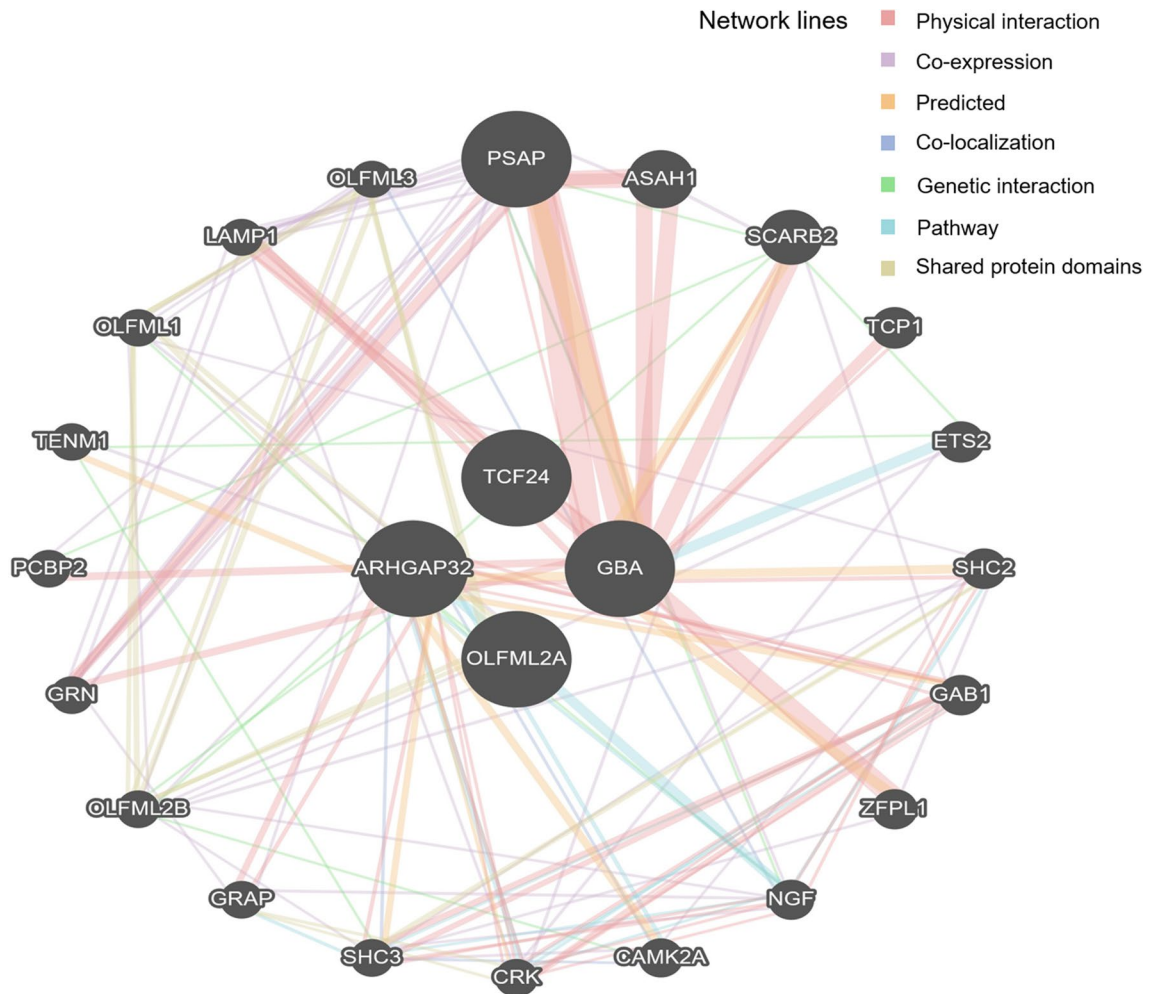 Network lines
Physical interaction
Co-expression
Predicted
Co-localization
Genetic interaction
Pathway
Shared protein domains
PSAP
OLFML3
ASAH1
LAMP1
SCARB2
OLFML1
TCP1
TENM1
ETS2
TCF24
PCBP2
ARHGAP32
GBA
SHC2
OLFML2A
GRN
GAB1
OLFML2B
ZFPL1
GRAP
NGF
SHC3
CRK
CAMK2A